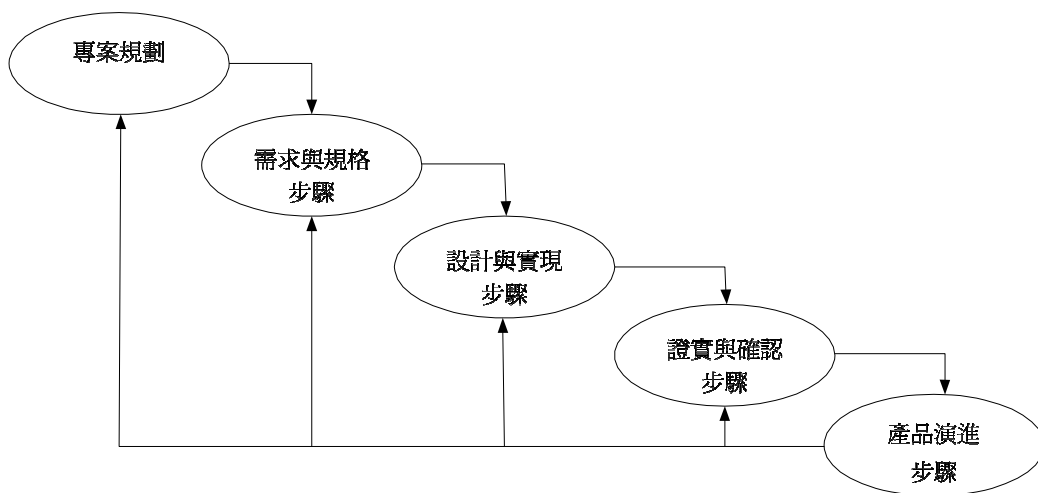 專案規劃
需求與規格
步驟
設計與實現
步驟
證實與確認
步驟
產品演進
步驟